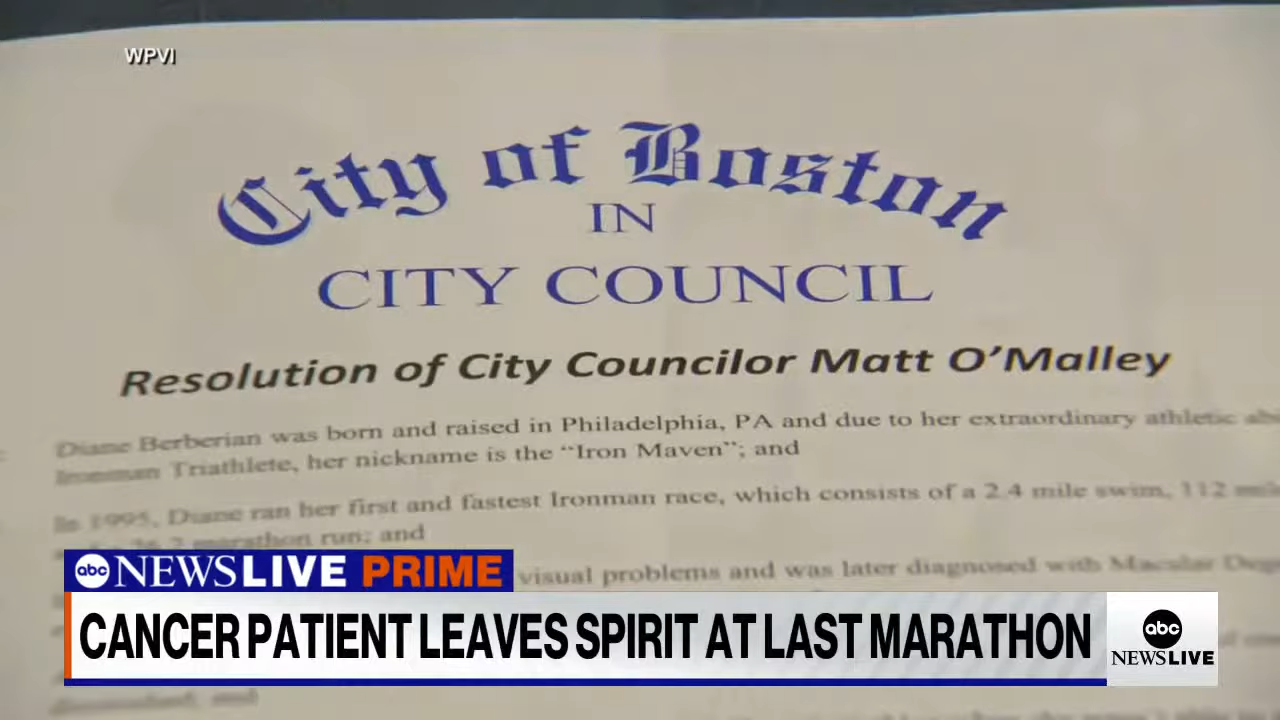 WPVI
City of Boston
IN
CITY COUNCIL
Resolution of City Councilor Matt O'Malley
Diane Berberian was born and raised in Philadelphia, PA and due to her extraordinary athletic
Ironman Triathlete, her nickname is the "Iron Maven"; and
In 1995, Diane ran her first and fastest Ironman race, which consists of a 2.4 mile swim, 112
26.2 marathon run; and
visual problems and was later diagnosed with Macular
abc NEWS LIVE PRIME
CANCER PATIENT LEAVES SPIRIT AT LAST MARATHON
abc
NEWS LIVE